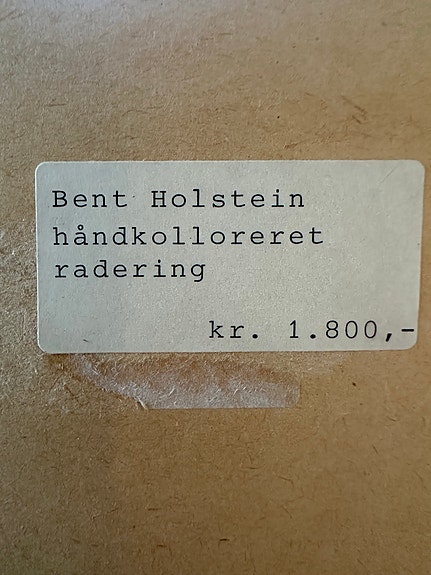 Bent Holstein
håndkolloreret
radering
kr. 1.800,-